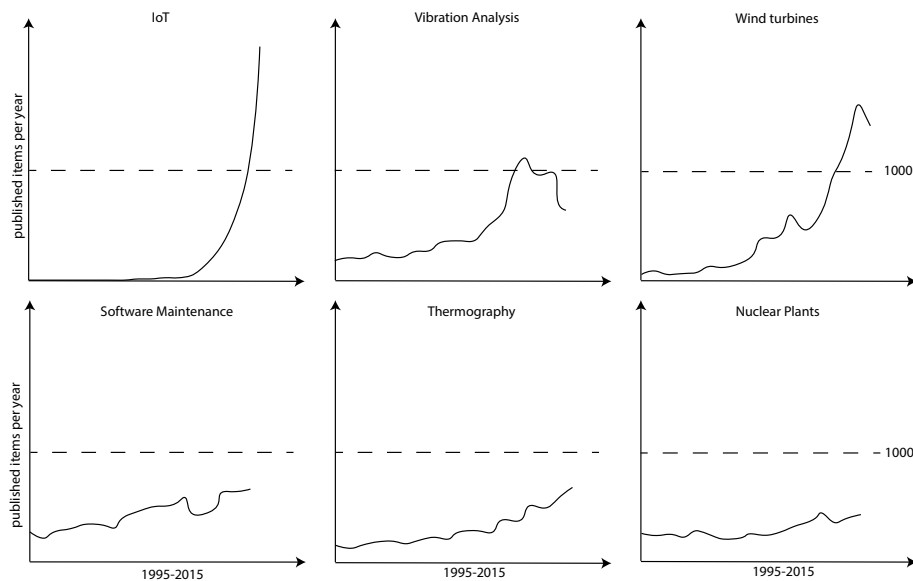 IoT
Vibration Analysis
Wind turbines
published items per year
1000
Software Maintenance
Thermography
Nuclear Plants
published items per year
1000
1995-2015
1995-2015
1995-2015